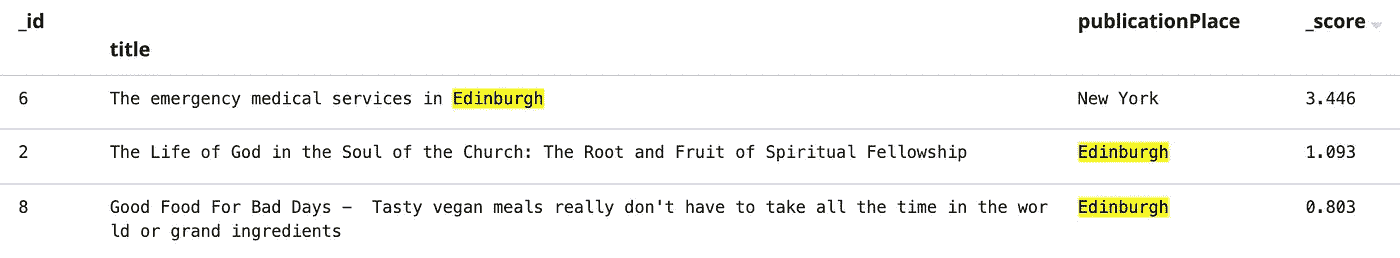 _id title publicationPlace _score
6 The emergency medical services in Edinburgh New York 3.446
2 The Life of God in the Soul of the Church: The Root and Fruit of Spiritual Fellowship Edinburgh 1.093
8 Good Food For Bad Days – Tasty vegan meals really don't have to take all the time in the wor Edinburgh 0.803
ld or grand ingredients